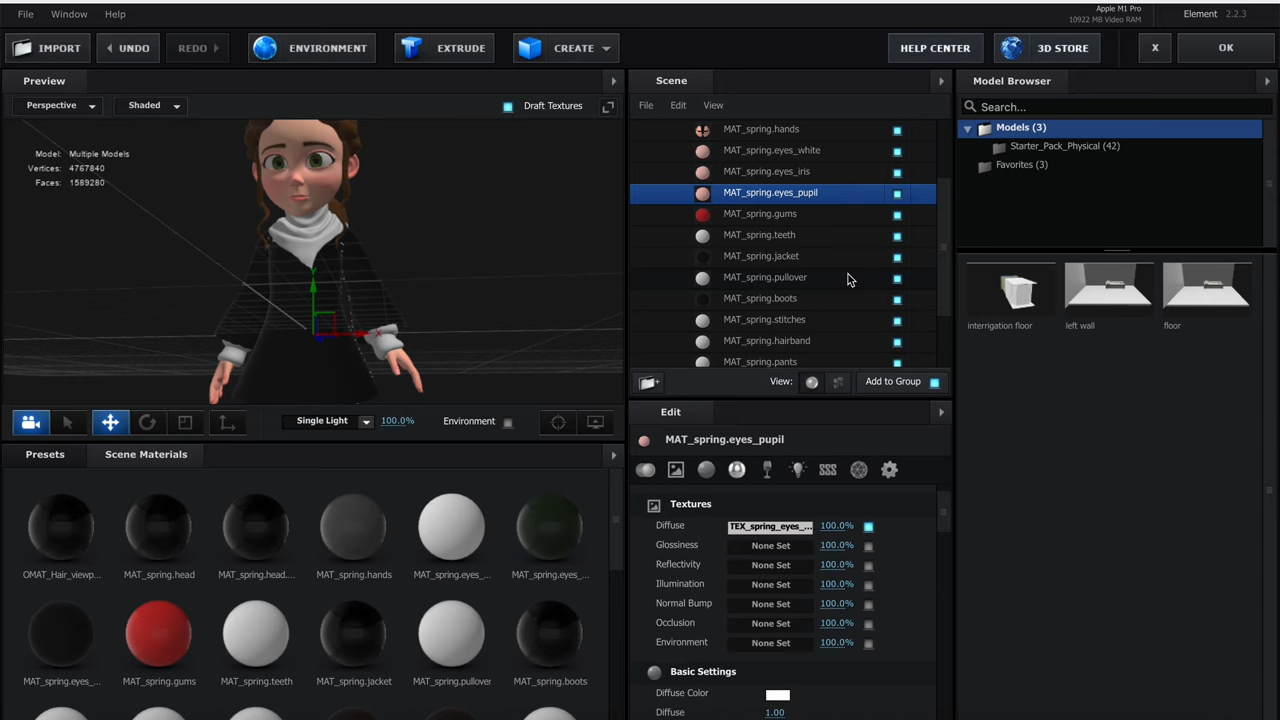 File Window Help
Apple M1 Pro
10922 MB Video RAM
Element 2.2.3
IMPORT
UNDO
REDO
ENVIRONMENT
EXTRUDE
CREATE
HELP CENTER
3D STORE
X
OK
Preview
Perspective
Shaded
Draft Textures
Model: Multiple Models
Vertices: 4767840
Faces: 1589280
Y
X
Single Light
100.0%
Environment
Presets
Scene Materials
OMAT_Hair_viewp...
MAT_spring.head
MAT_spring.head....
MAT_spring.hands
MAT_spring.eyes_...
MAT_spring.eyes_...
MAT_spring.eyes_...
MAT_spring.gums
MAT_spring.teeth
MAT_spring.jacket
MAT_spring.pullover
MAT_spring.boots
Scene
File Edit View
MAT_spring.hands
MAT_spring.eyes_white
MAT_spring.eyes_iris
MAT_spring.eyes_pupil
MAT_spring.gums
MAT_spring.teeth
MAT_spring.jacket
MAT_spring.pullover
MAT_spring.boots
MAT_spring.stitches
MAT_spring.hairband
MAT_spring.pants
View:
Add to Group
Edit
MAT_spring.eyes_pupil
SSS
Textures
Diffuse TEX_spring_eyes_... 100.0%
Glossiness None Set 100.0%
Reflectivity None Set 100.0%
Illumination None Set 100.0%
Normal Bump None Set 100.0%
Occlusion None Set 100.0%
Environment None Set 100.0%
Basic Settings
Diffuse Color
Diffuse 1.00
Model Browser
Search...
Models (3)
Starter_Pack_Physical (42)
Favorites (3)
interrigation floor
left wall
floor